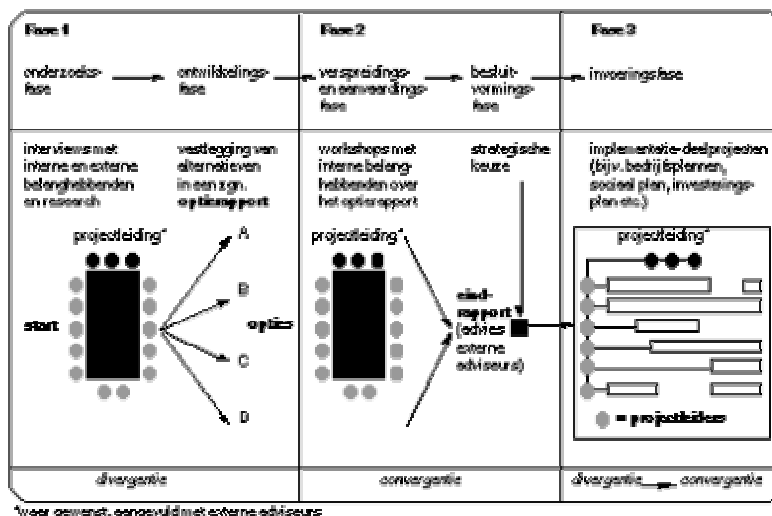 Fase 1
onderzoeks-
fase
ontwikkelings-
fase
Fase 2
verspreidings-
en aanvaardings-
fase
besluit-
vormings-
fase
Fase 3
invoeringsfase
interviews met
interne en externe
belanghebbenden
en research
vastlegging van
alternatieven
in een zgn.
optierapport
workshops met
interne belang-
hebbenden over
het optierapport
strategische
keuze
implementatie-deelprojecten
(bijv. bedrijfsplannen,
sociaal plan, investerings-
plan etc.)
projectleiding*
start
A
B
opties
C
D
projectleiding*
eind-
rapport
(advies
externe
adviseurs)
projectleiding*
= projectleiders
divergentie
convergentie
divergentie
convergentie
*waar gewenst, aangevuld met externe adviseurs